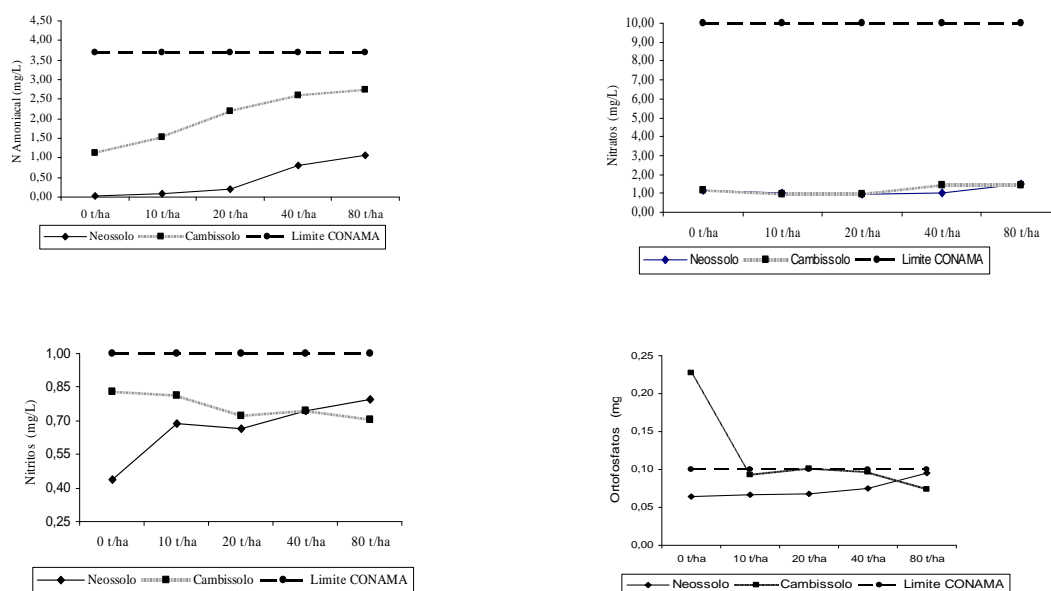 N Amoniacal (mg/L)
4,50
4,00
3,50
3,00
2,50
2,00
1,50
1,00
0,50
0,00
0 t/ha 10 t/ha 20 t/ha 40 t/ha 80 t/ha
Neossolo Cambissolo Limite CONAMA
Nitratos (mg/L)
10,00
9,00
8,00
7,00
6,00
5,00
4,00
3,00
2,00
1,00
0,00
0 t/ha 10 t/ha 20 t/ha 40 t/ha 80 t/ha
Neossolo Cambissolo Limite CONAMA
Nitritos (mg/L)
1,00
0,85
0,70
0,55
0,40
0,25
0 t/ha 10 t/ha 20 t/ha 40 t/ha 80 t/ha
Neossolo Cambissolo Limite CONAMA
Ortofosfatos (mg
0,25
0,20
0,15
0,10
0,05
0,00
0 t/ha 10 t/ha 20 t/ha 40 t/ha 80 t/ha
Neossolo Cambissolo Limite CONAMA